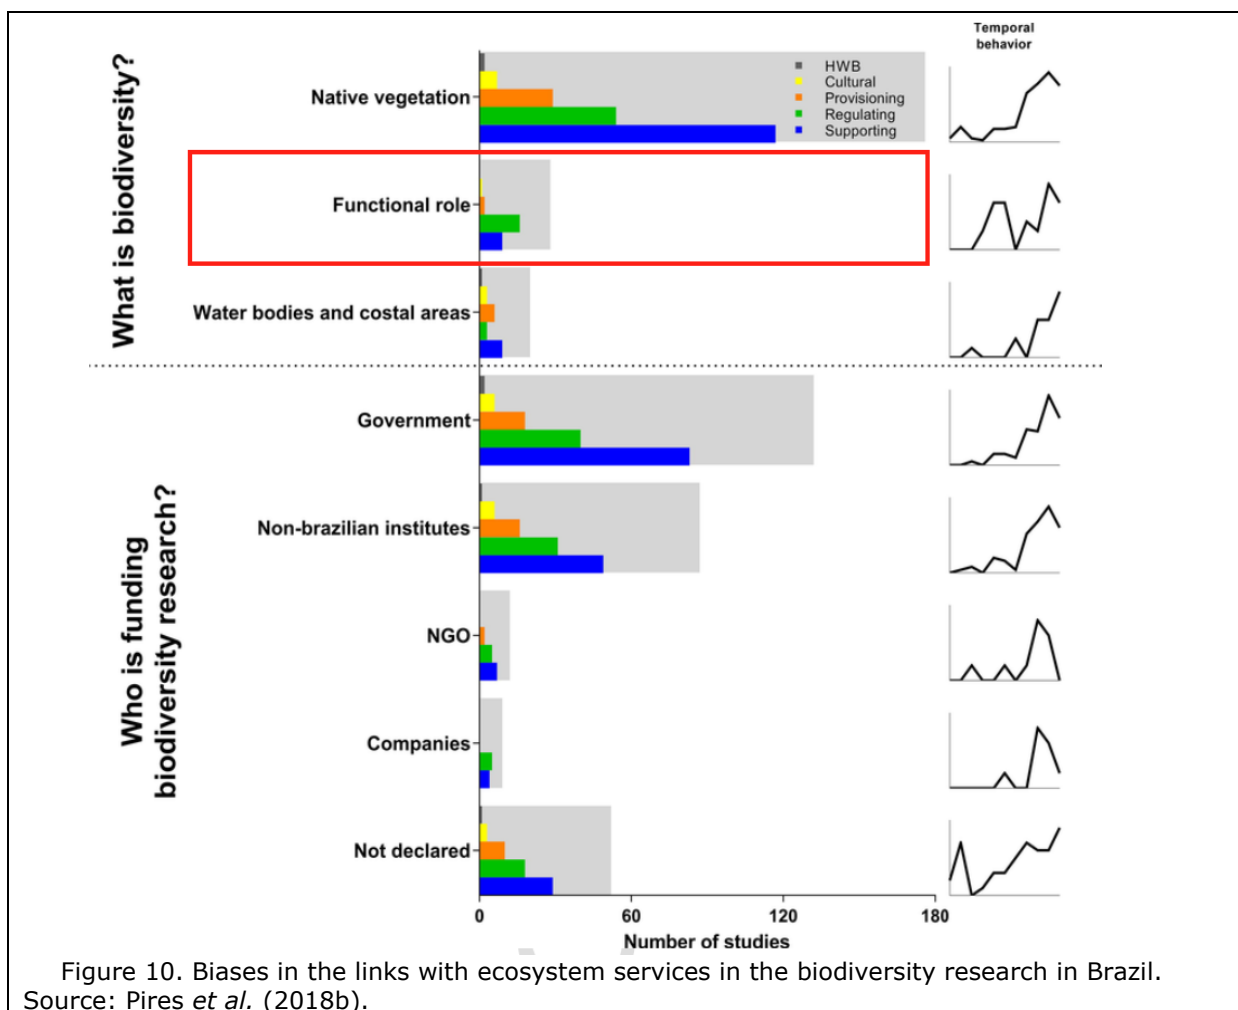 Temporal
behavior
What is biodiversity?
HWB
Cultural
Provisioning
Regulating
Supporting
Native vegetation
Functional role
Water bodies and costal areas
Who is funding
biodiversity research?
Government
Non-brazilian institutes
NGO
Companies
Not declared
0 60 120 180
Number of studies
Figure 10. Biases in the links with ecosystem services in the biodiversity research in Brazil.
Source: Pires et al. (2018b).